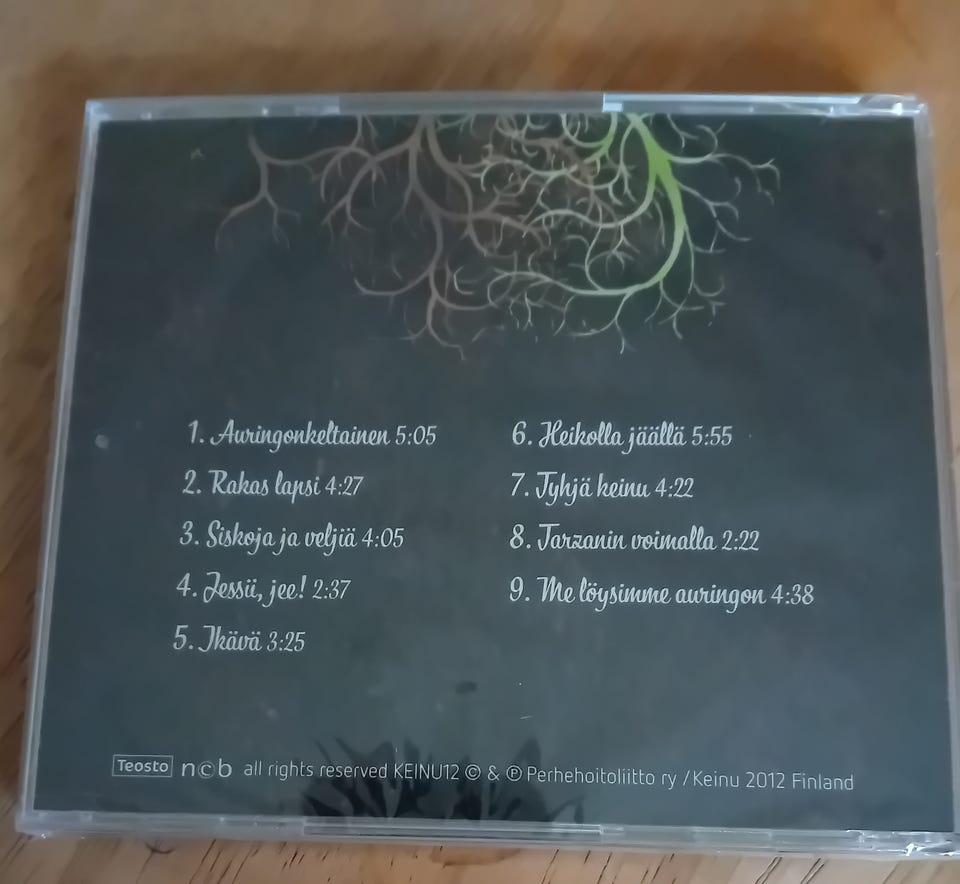 1. Auringonkeltainen 5:05
2. Rakas lapsi 4:27
3. Siskoja ja veljiä 4:05
4. Jessii, jee! 2:37
5. Ikävä 3:25
6. Heikolla jäällä 5:55
7. Tyhjä keinu 4:22
8. Tarzanin voimalla 2:22
9. Me löysimme auringon 4:38
Teosto n©b all rights reserved KEINU12 © & ℗ Perhehoitoliitto ry / Keinu 2012 Finland